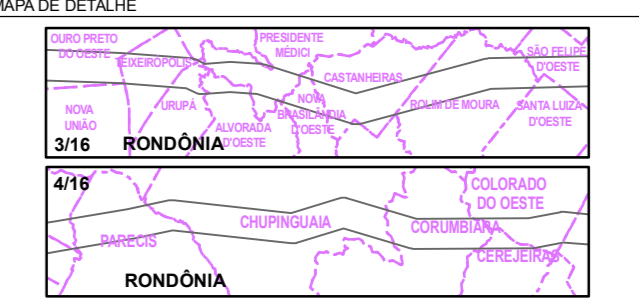 MAPA DE DETALHE
OURO PRETO
DO OESTE
TEIXEIRÓPOLIS
PRESIDENTE
MÉDICI
CASTANHEIRAS
SÃO FELIPE
D'OESTE
NOVA
UNIÃO
URUPÁ
ALVORADA
D'OESTE
NOVA
BRASILÂNDIA
D'OESTE
ROLIM DE MOURA
SANTA LUIZA
D'OESTE
3/16 RONDÔNIA
4/16
PARECIS
CHUPINGUAIA
CORUMBIARA
COLORADO
DO OESTE
CEREJEIRAS
RONDÔNIA